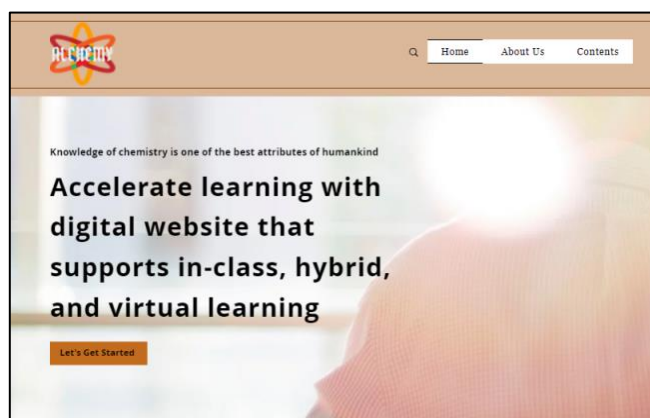 ALCHEMY
Home About Us Contents
Knowledge of chemistry is one of the best attributes of humankind
Accelerate learning with
digital website that
supports in-class, hybrid,
and virtual learning
Let's Get Started